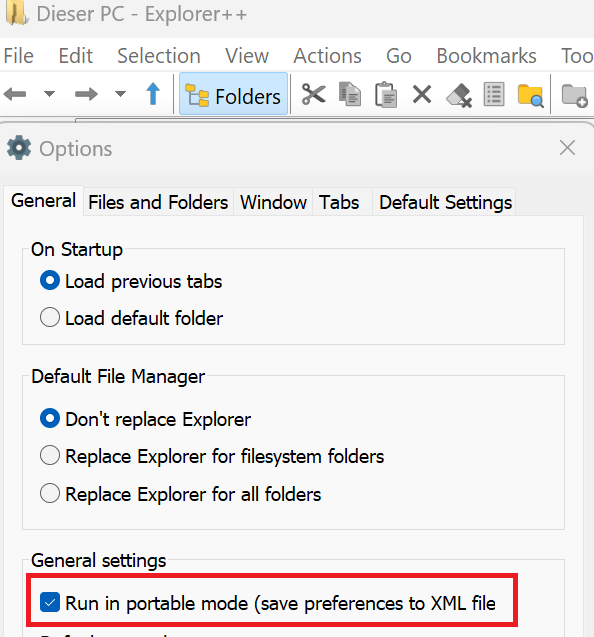 Dieser PC - Explorer++
File Edit Selection View Actions Go Bookmarks Too
Folders
Options
General Files and Folders Window Tabs Default Settings
On Startup
Load previous tabs
Load default folder
Default File Manager
Don't replace Explorer
Replace Explorer for filesystem folders
Replace Explorer for all folders
General settings
Run in portable mode (save preferences to XML file